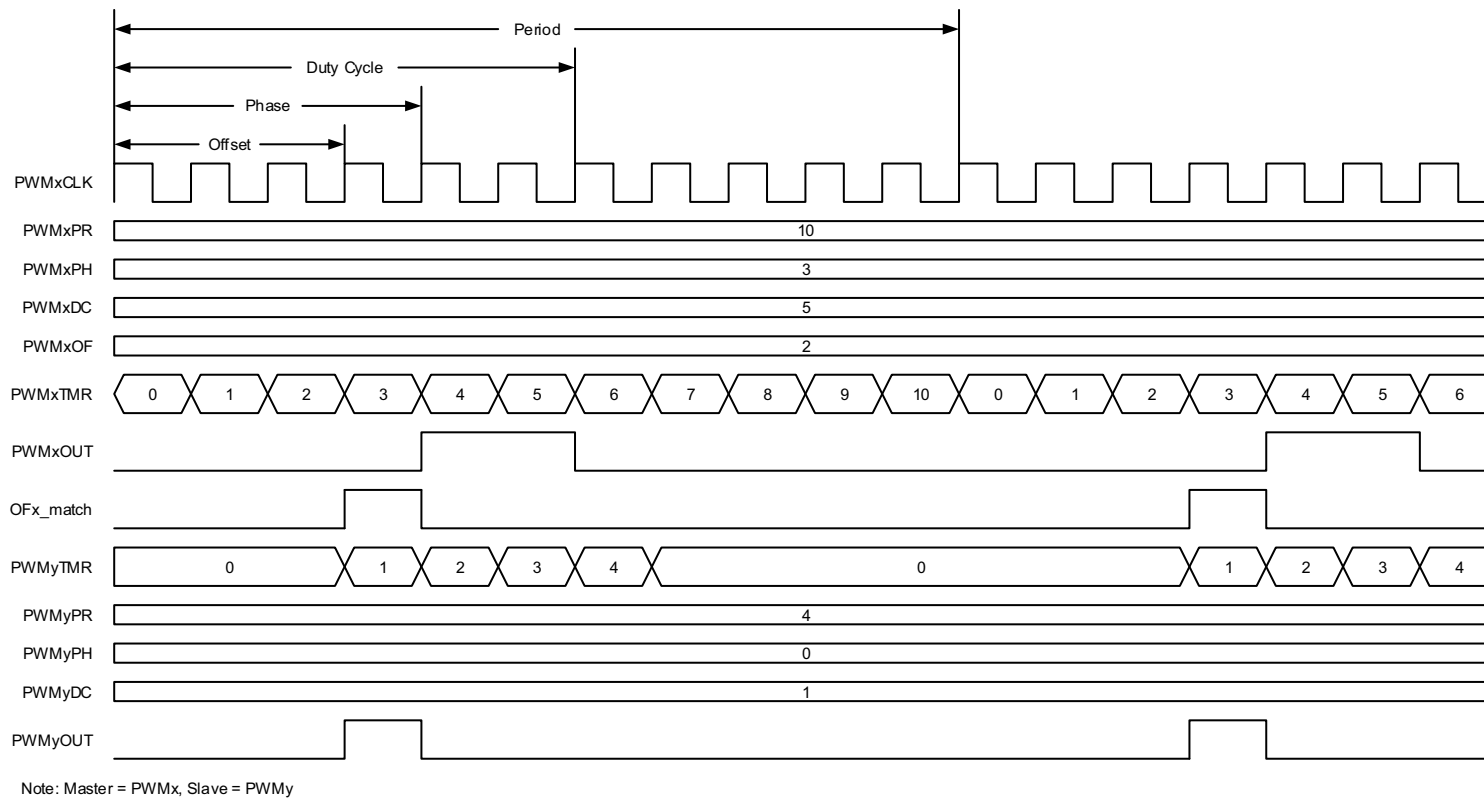 Period
Duty Cycle
Phase
Offset
PWMxCLK
PWMxPR 10
PWMxPH 3
PWMxDC 5
PWMxOF 2
PWMxTMR 0 1 2 3 4 5 6 7 8 9 10 0 1 2 3 4 5 6
PWMxOUT
OFx_match
PWMyTMR 0 1 2 3 4 0 1 2 3 4
PWMyPR 4
PWMyPH 0
PWMyDC 1
PWMyOUT
Note: Master = PWMx, Slave = PWMy